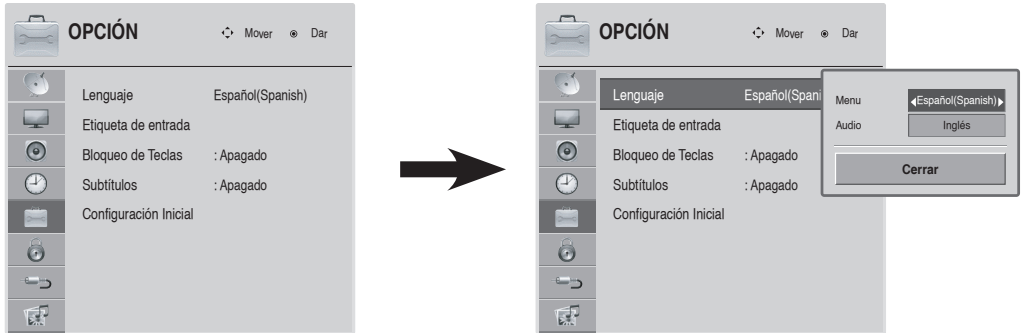 OPCIÓN Mover Dar
Lenguaje Español(Spanish)
Etiqueta de entrada
Bloqueo de Teclas : Apagado
Subtítulos : Apagado
Configuración Inicial
OPCIÓN Mover Dar
Lenguaje Español(Spani
Etiqueta de entrada
Bloqueo de Teclas : Apagado
Subtítulos : Apagado
Configuración Inicial
Menu Español(Spanish)
Audio Inglés
Cerrar